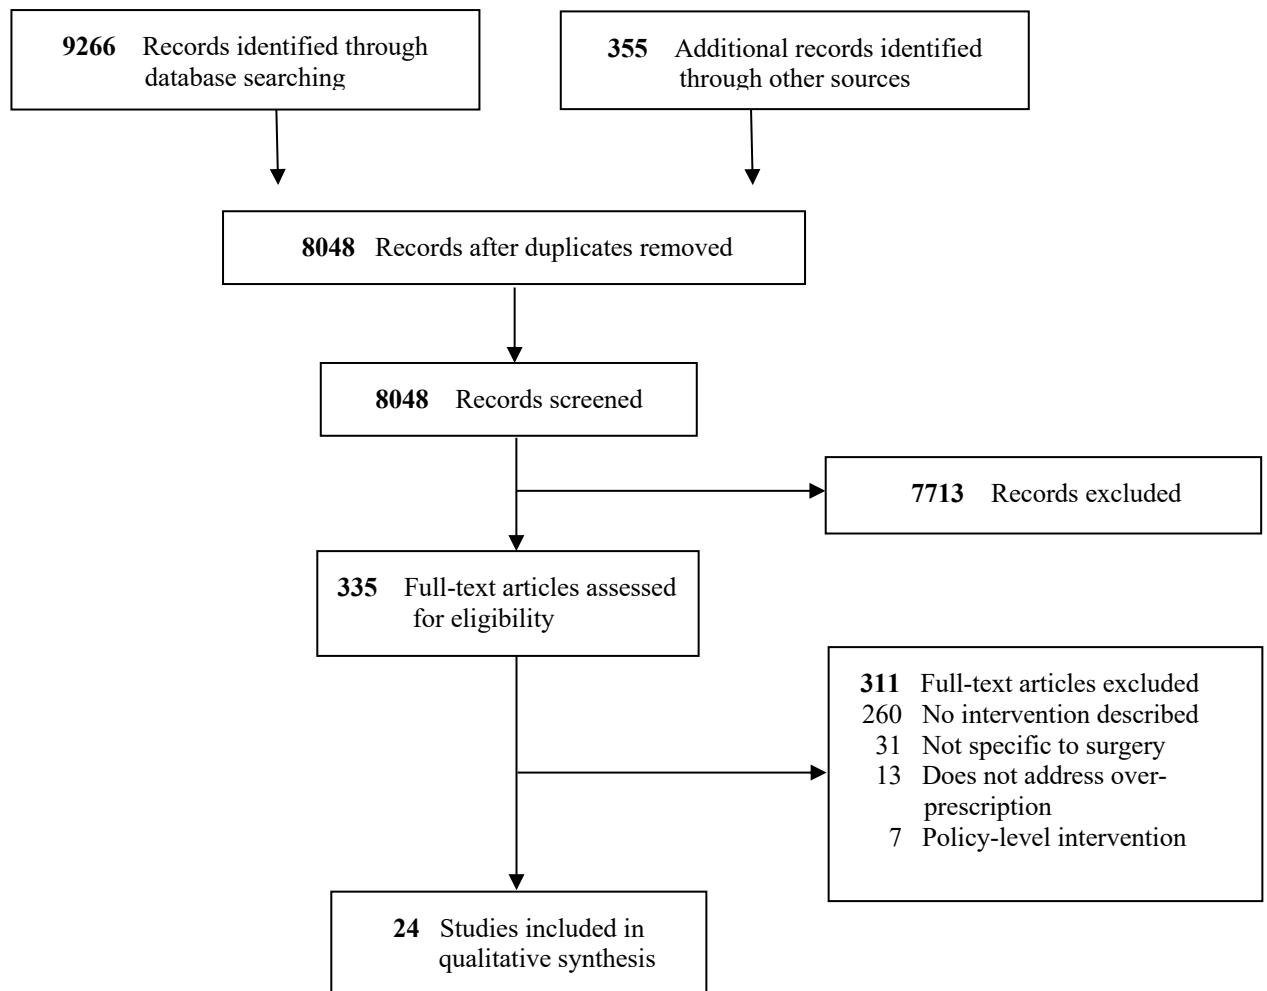 9266 Records identified through
database searching
355 Additional records identified
through other sources
8048 Records after duplicates removed
8048 Records screened
7713 Records excluded
335 Full-text articles assessed
for eligibility
311 Full-text articles excluded
260 No intervention described
31 Not specific to surgery
13 Does not address over-
prescription
7 Policy-level intervention
24 Studies included in
qualitative synthesis